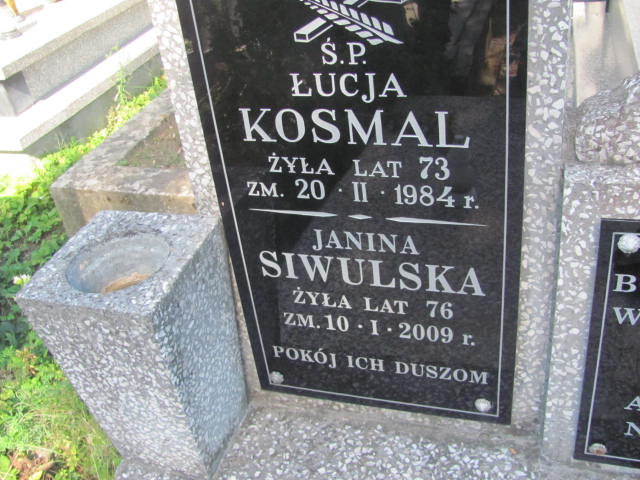 Ś.P.
ŁUCJA
KOSMAL
ŻYŁA LAT 73
ZM. 20 · II · 1984 r.
JANINA
SIWULSKA
ŻYŁA LAT 76
ZM. 10 · I · 2009 r.
POKÓJ ICH DUSZOM